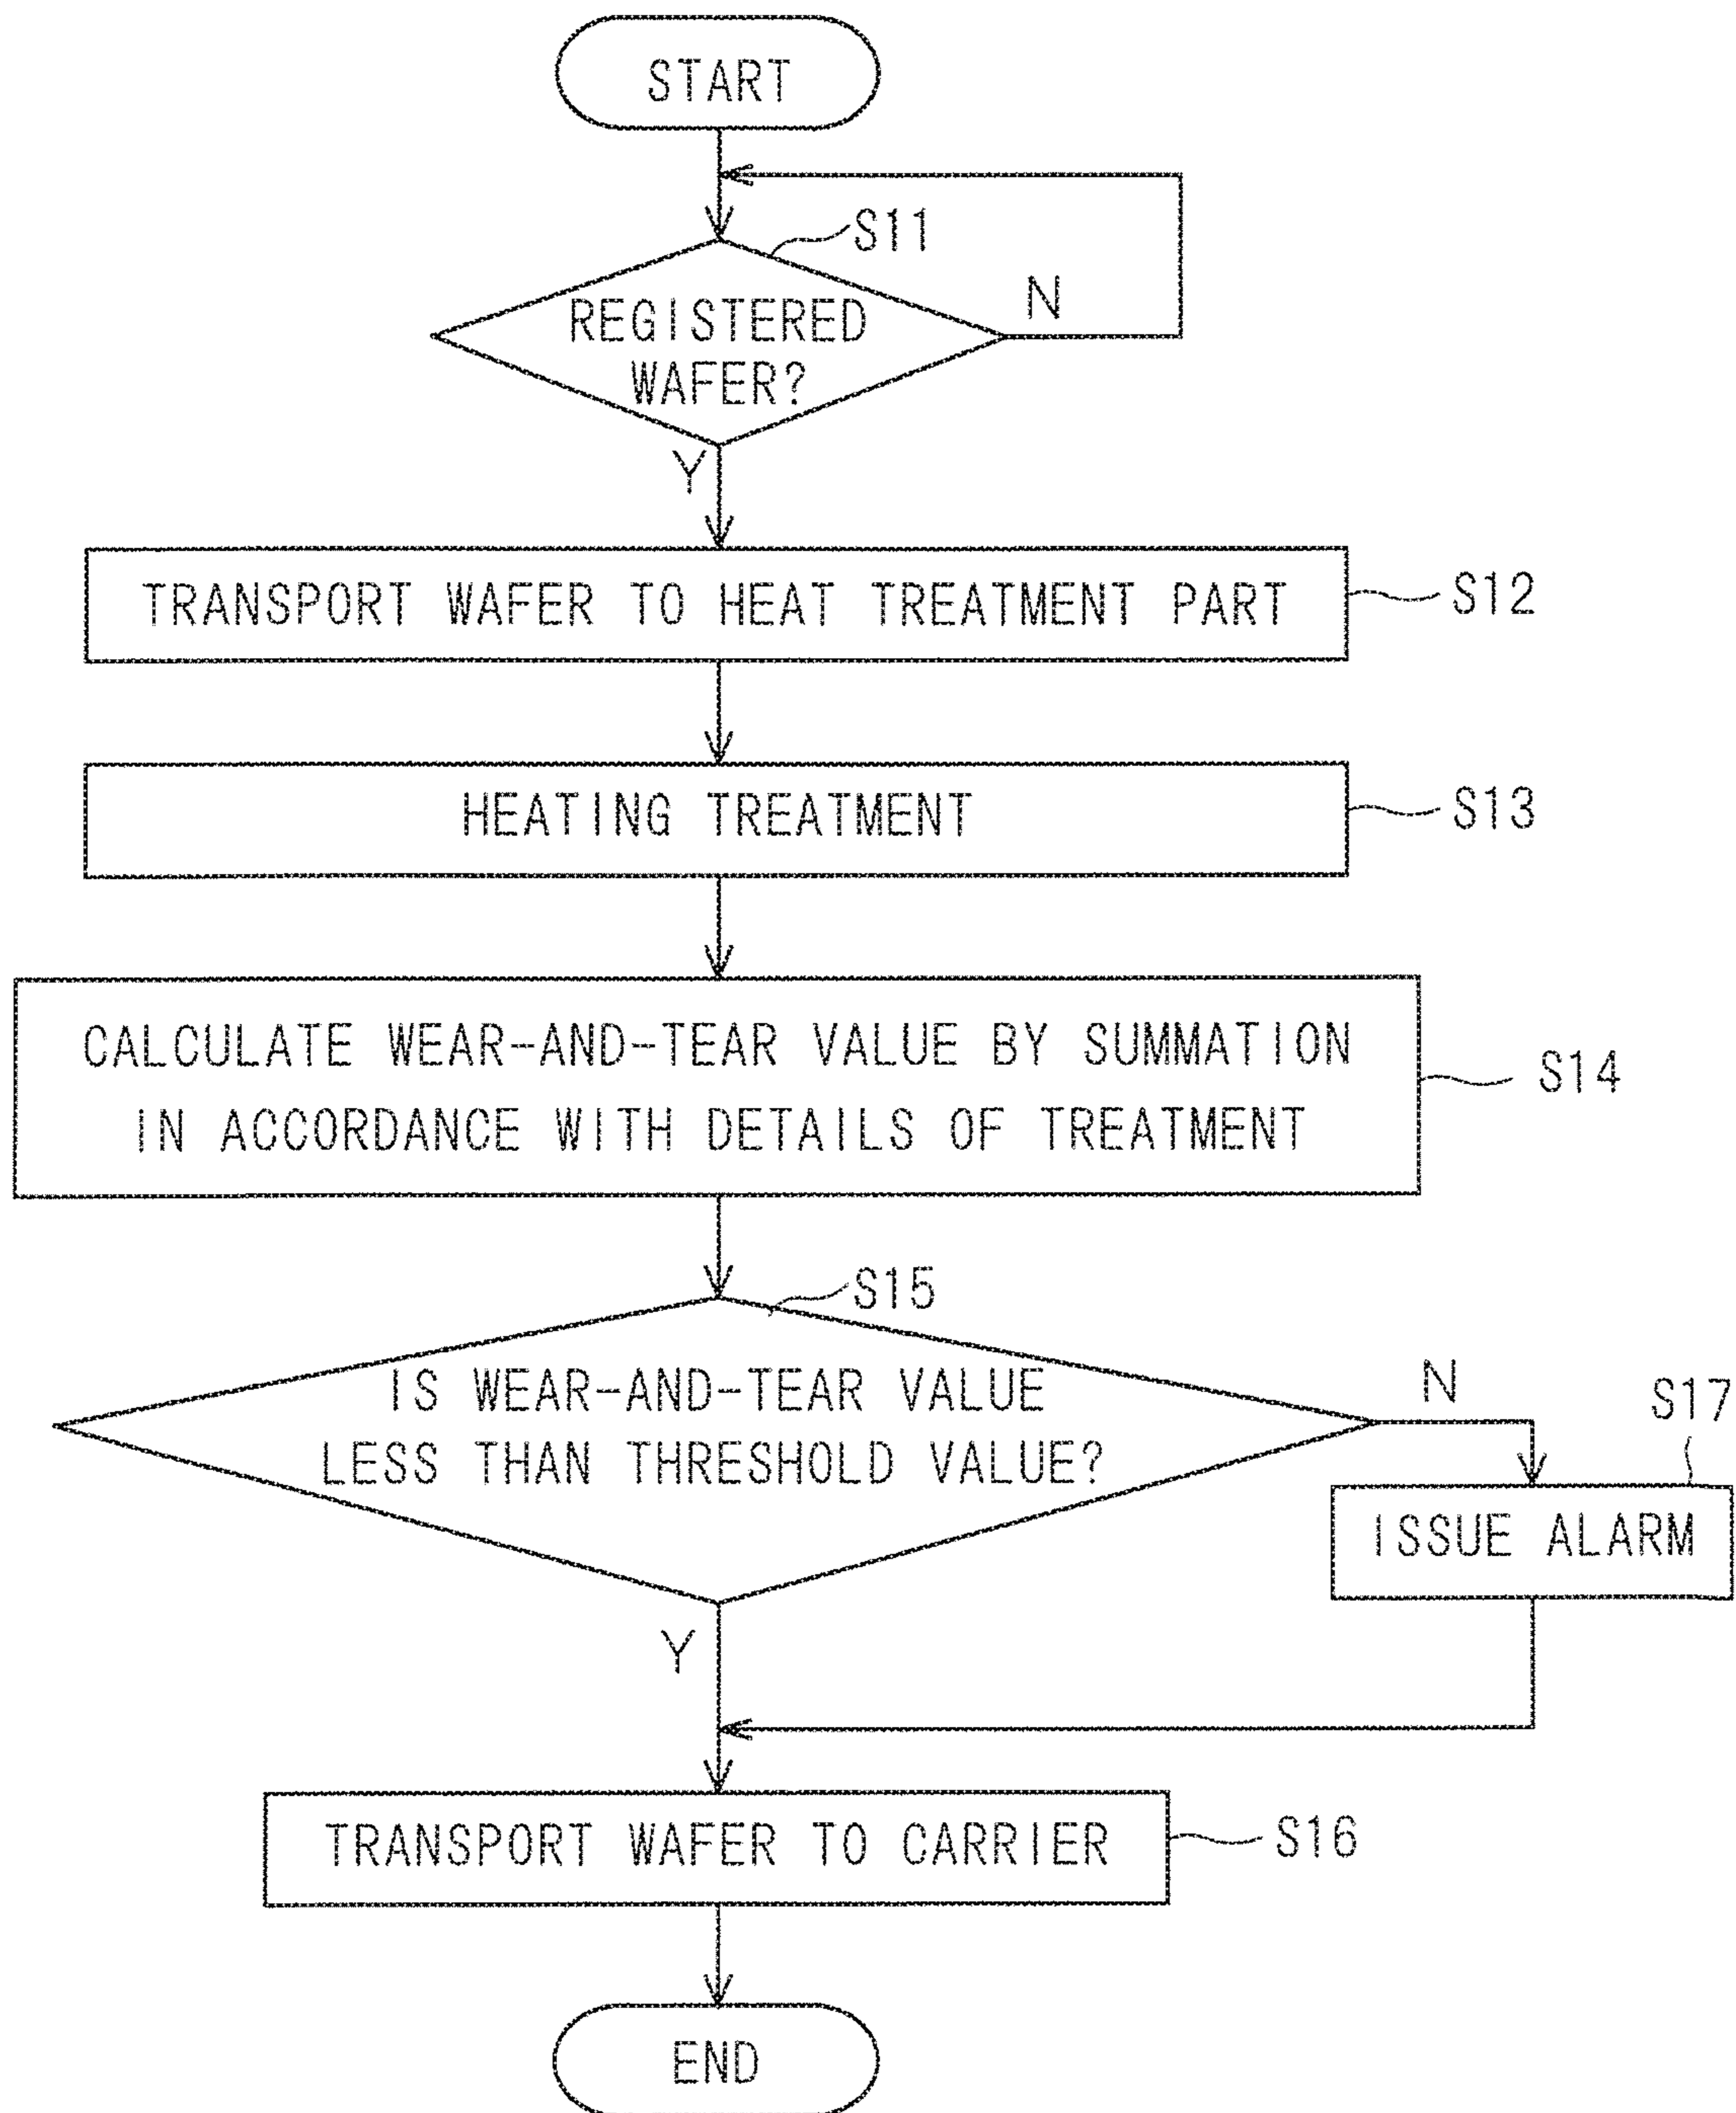 START
S11
REGISTERED
WAFER?
N
Y
TRANSPORT WAFER TO HEAT TREATMENT PART
S12
HEATING TREATMENT
S13
CALCULATE WEAR-AND-TEAR VALUE BY SUMMATION
IN ACCORDANCE WITH DETAILS OF TREATMENT
S14
S15
IS WEAR-AND-TEAR VALUE
LESS THAN THRESHOLD VALUE?
N
S17
ISSUE ALARM
Y
TRANSPORT WAFER TO CARRIER
S16
END